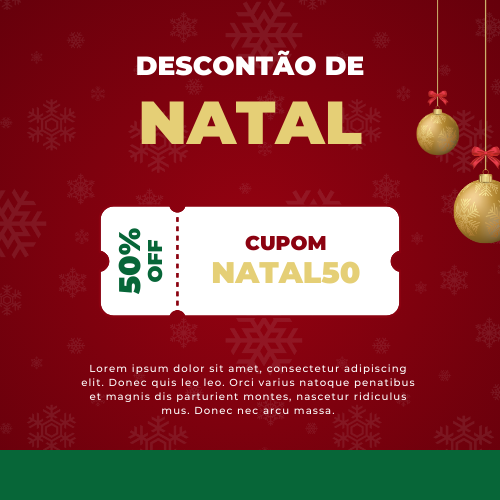 DESCONTÃO DE
NATAL
50%
OFF
CUPOM
NATAL50
Lorem ipsum dolor sit amet, consectetur adipiscing
elit. Donec quis leo leo. Orci varius natoque penatibus
et magnis dis parturient montes, nascetur ridiculus
mus. Donec nec arcu massa.